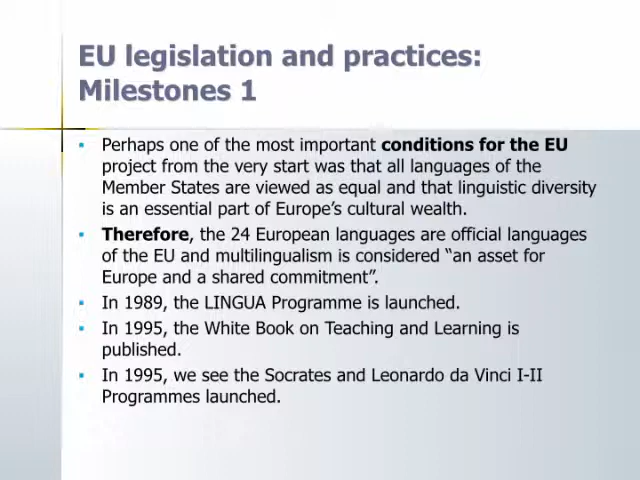 EU legislation and practices:
Milestones 1
▪ Perhaps one of the most important conditions for the EU
project from the very start was that all languages of the
Member States are viewed as equal and that linguistic diversity
is an essential part of Europe’s cultural wealth.
▪ Therefore, the 24 European languages are official languages
of the EU and multilingualism is considered “an asset for
Europe and a shared commitment”.
▪ In 1989, the LINGUA Programme is launched.
▪ In 1995, the White Book on Teaching and Learning is
published.
▪ In 1995, we see the Socrates and Leonardo da Vinci I-II
Programmes launched.